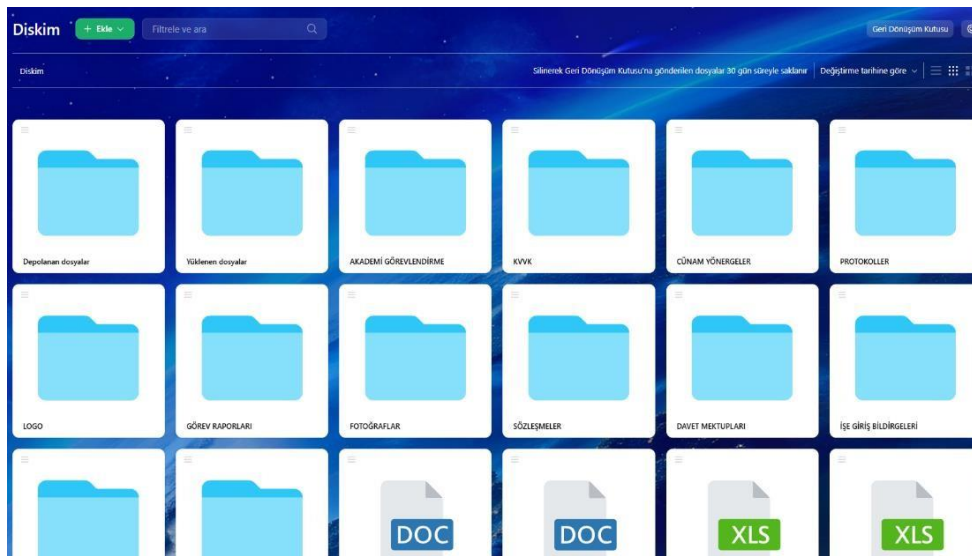 Diskim
+ Ekle
Filtrele ve ara
Geri Dönüşüm Kutusu
Diskim
Silinerek Geri Dönüşüm Kutusu'na gönderilen dosyalar 30 gün süreyle saklanır
Değiştirme tarihine göre
Depolanan dosyalar
Yüklenen dosyalar
AKADEMİ GÖREVLENDİRME
KVVK
CÜNAM YÖNERGELER
PROTOKOLLER
LOGO
GÖREV RAPORLARI
FOTOĞRAFLAR
SÖZLEŞMELER
DAVET MEKTUPLARI
İŞE GİRİŞ BİLDİRGELERİ
DOC
DOC
XLS
XLS